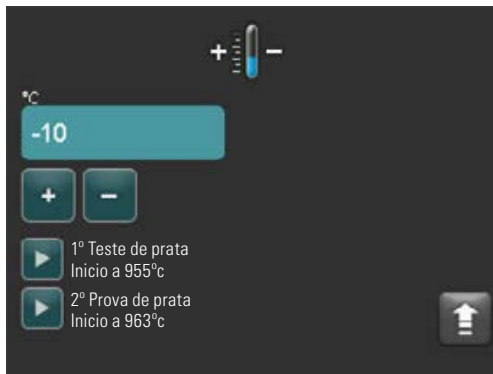 + −
°C
-10
+ −
1º Teste de prata
Inicio a 955ºc
2º Prova de prata
Inicio a 963ºc